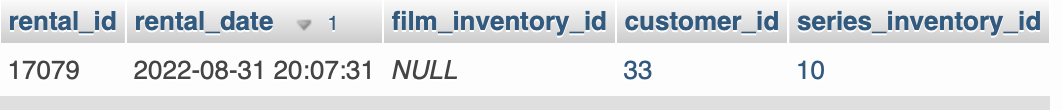 rental_id rental_date 1 film_inventory_id customer_id series_inventory_id
17079 2022-08-31 20:07:31 NULL 33 10